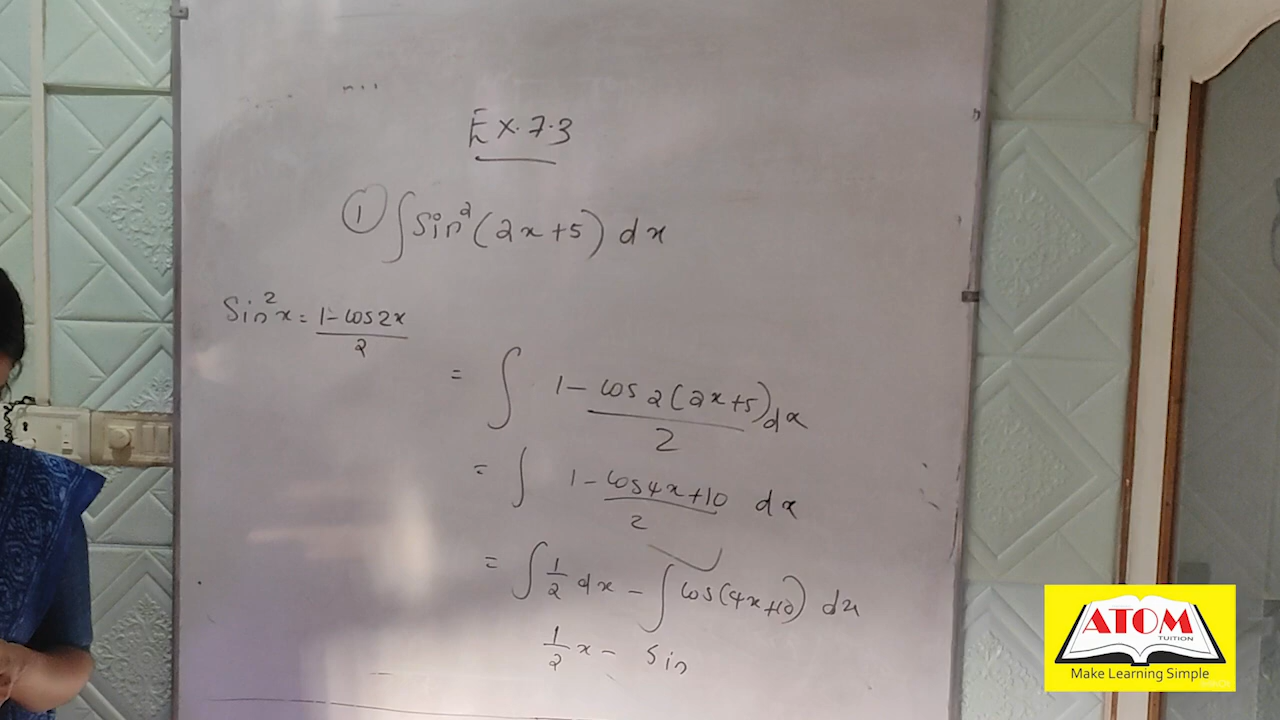 Ex. 7.3
① ∫ Sin²(2x+5) dx
Sin²x = 1-cos2x / 2
= ∫ 1-cos2(2x+5) / 2 dx
= ∫ 1-cos4x+10 / 2 dx
= ∫ 1/2 dx - ∫ cos(4x+10) dx
1/2 x - Sin
ATOM
TUITION
Make Learning Simple